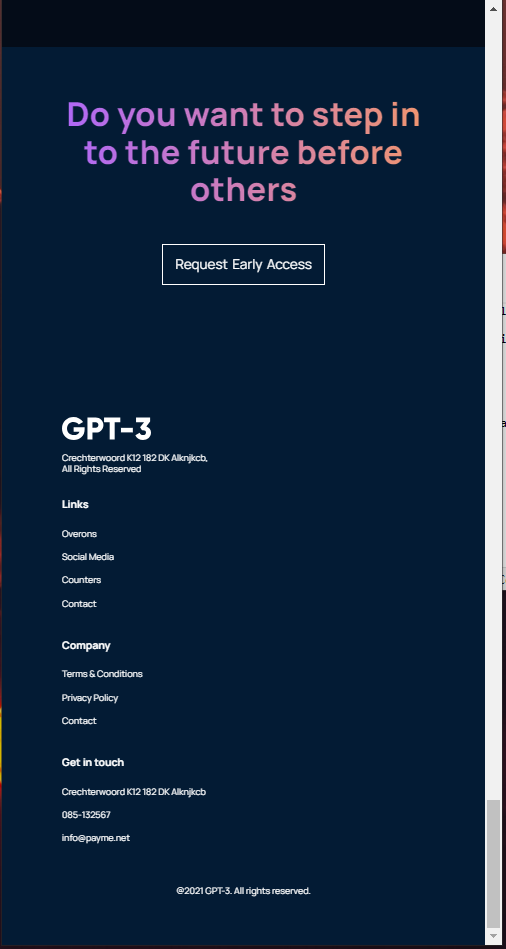 Do you want to step in
to the future before
others
Request Early Access
GPT-3
Crechterwoord K12 182 DK Alknjkcb,
All Rights Reserved
Links
Overons
Social Media
Counters
Contact
Company
Terms & Conditions
Privacy Policy
Contact
Get in touch
Crechterwoord K12 182 DK Alknjkcb
085-132567
info@payme.net
@2021 GPT-3. All rights reserved.